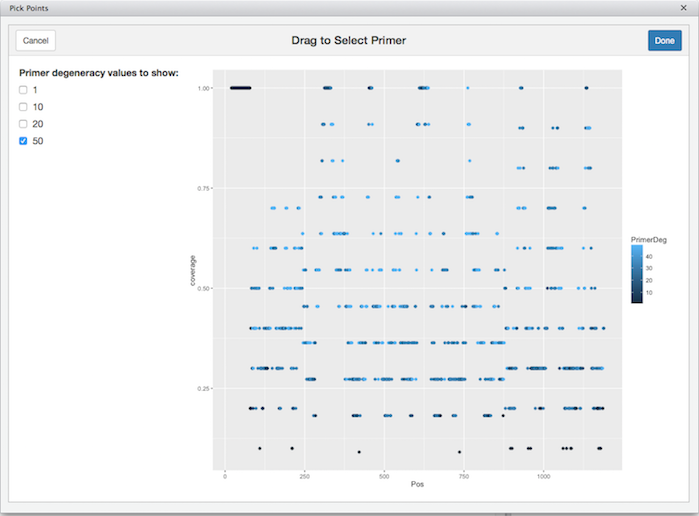 Pick Points
Cancel
Drag to Select Primer
Done
Primer degeneracy values to show:
1
10
20
50
1.00
0.75
0.50
0.25
coverage
0
250
500
750
1000
Pos
PrimerDeg
40
30
20
10